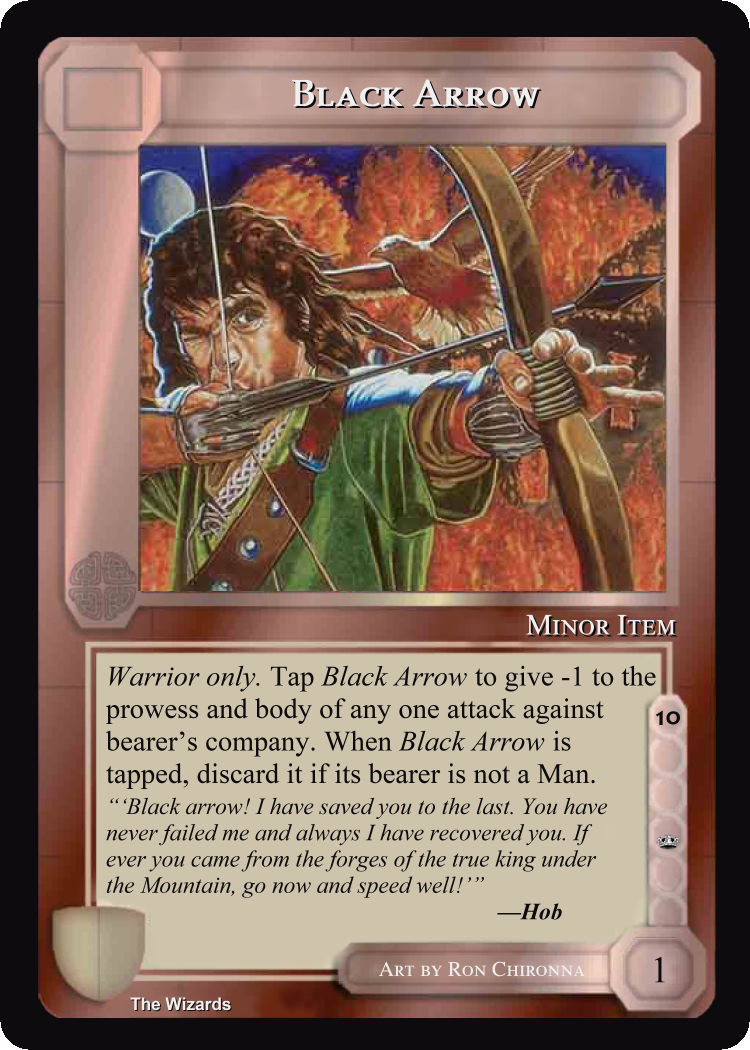 Black Arrow
Minor Item
Warrior only. Tap Black Arrow to give -1 to the
prowess and body of any one attack against
bearer's company. When Black Arrow is
tapped, discard it if its bearer is not a Man.
"'Black arrow! I have saved you to the last. You have
never failed me and always I have recovered you. If
ever you came from the forges of the true king under
the Mountain, go now and speed well!'"
—Hob
10
Art by Ron Chironna
1
The Wizards